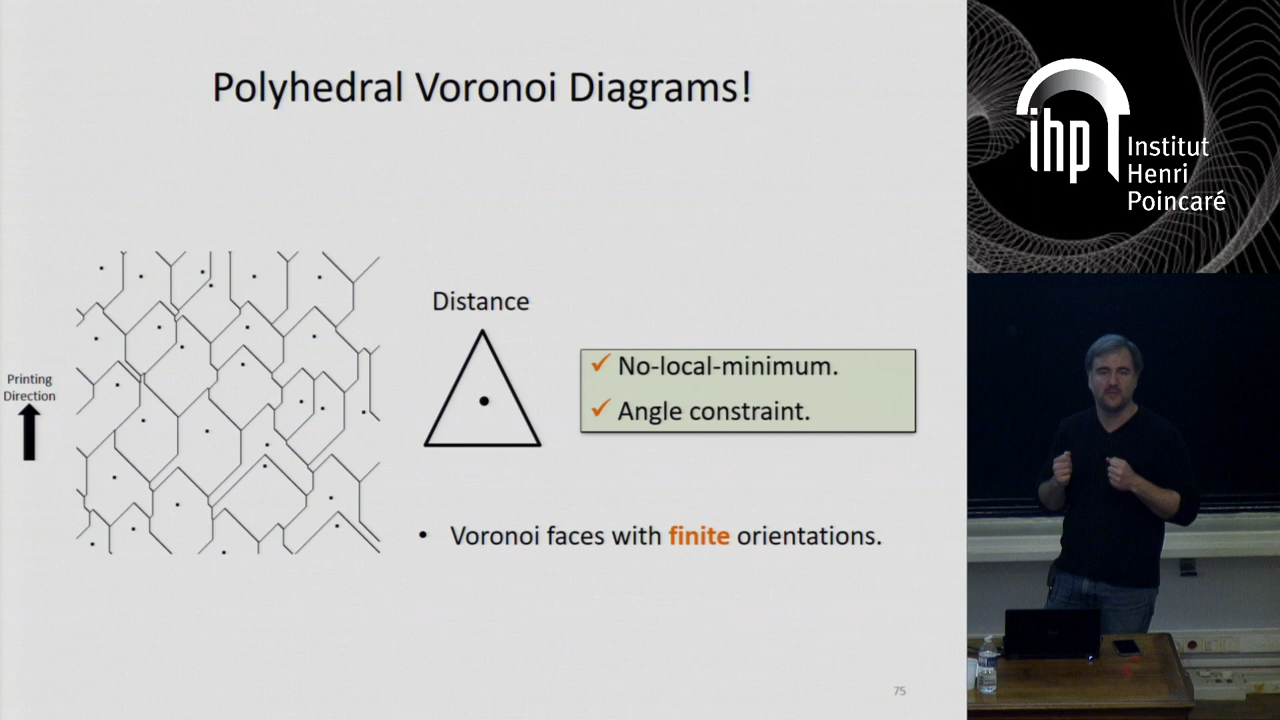 Polyhedral Voronoi Diagrams!
Printing
Direction
Distance
✓ No-local-minimum.
✓ Angle constraint.
• Voronoi faces with finite orientations.
75
ihp
Institut
Henri
Poincaré